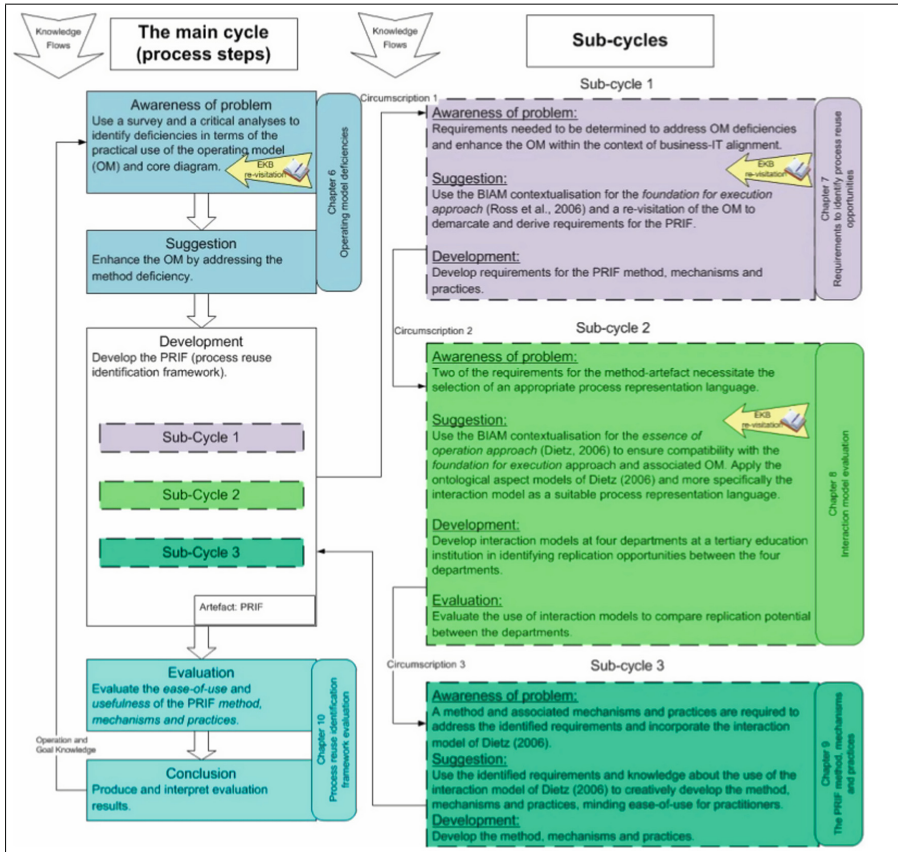 Knowledge
Flows
The main cycle
(process steps)
Knowledge
Flows
Sub-cycles
Awareness of problem
Use a survey and a critical analyses to
identify deficiencies in terms of the
practical use of the operating model
(OM) and core diagram.
EKB
re-visitation
Chapter 6
Operating model deficiencies
Suggestion
Enhance the OM by addressing the
method deficiency.
Development
Develop the PRIF (process reuse
identification framework).
Sub-Cycle 1
Sub-Cycle 2
Sub-Cycle 3
Artefact: PRIF
Evaluation
Evaluate the ease-of-use and
usefulness of the PRIF method,
mechanisms and practices.
Chapter 10
Process reuse identification
framework evaluation
Operation and
Goal Knowledge
Conclusion
Produce and interpret evaluation
results.
Circumscription 1
Sub-cycle 1
Awareness of problem:
Requirements needed to be determined to address OM deficiencies
and enhance the OM within the context of business-IT alignment.
EKB
re-visitation
Suggestion:
Use the BIAM contextualisation for the foundation for execution
approach (Ross et al., 2006) and a re-visitation of the OM to
demarcate and derive requirements for the PRIF.
Development:
Develop requirements for the PRIF method, mechanisms and
practices.
Chapter 7
Requirements to identify process reuse
opportunities
Circumscription 2
Sub-cycle 2
Awareness of problem:
Two of the requirements for the method-artefact necessitate the
selection of an appropriate process representation language.
EKB
re-visitation
Suggestion:
Use the BIAM contextualisation for the essence of
operation approach (Dietz, 2006) to ensure compatibility with the
foundation for execution approach and associated OM. Apply the
ontological aspect models of Dietz (2006) and more specifically the
interaction model as a suitable process representation language.
Development:
Develop interaction models at four departments at a tertiary education
institution in identifying replication opportunities between the four
departments.
Evaluation:
Evaluate the use of interaction models to compare replication potential
between the departments.
Chapter 8
Interaction model evaluation
Circumscription 3
Sub-cycle 3
Awareness of problem:
A method and associated mechanisms and practices are required to
address the identified requirements and incorporate the interaction
model of Dietz (2006).
Suggestion:
Use the identified requirements and knowledge about the use of the
interaction model of Dietz (2006) to creatively develop the method,
mechanisms and practices, minding ease-of-use for practitioners.
Development:
Develop the method, mechanisms and practices.
Chapter 9
The PRIF method, mechanisms
and practices